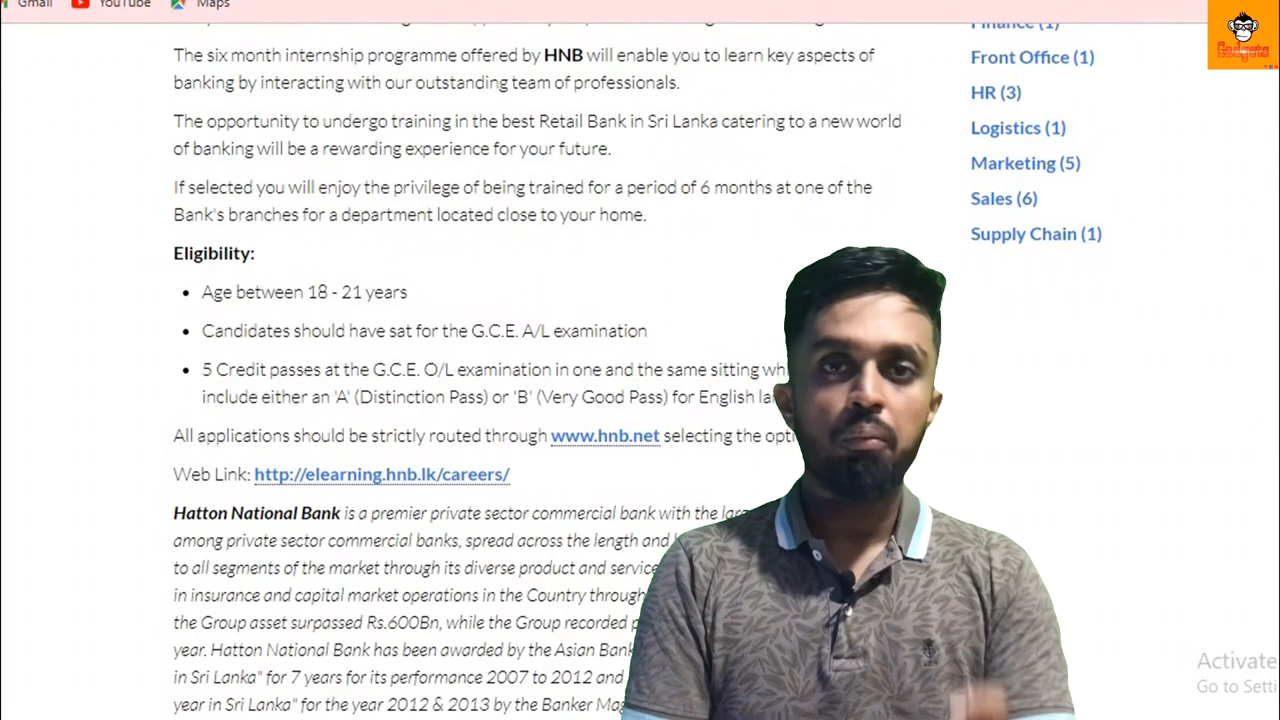 Gmail
YouTube
Maps
Finance (1)
The six month internship programme offered by HNB will enable you to learn key aspects of
banking by interacting with our outstanding team of professionals.
The opportunity to undergo training in the best Retail Bank in Sri Lanka catering to a new world
of banking will be a rewarding experience for your future.
If selected you will enjoy the privilege of being trained for a period of 6 months at one of the
Bank's branches for a department located close to your home.
Eligibility:
• Age between 18 - 21 years
• Candidates should have sat for the G.C.E. A/L examination
• 5 Credit passes at the G.C.E. O/L examination in one and the same sitting
include either an 'A' (Distinction Pass) or 'B' (Very Good Pass) for English
All applications should be strictly routed through www.hnb.net selecting the
Web Link: http://elearning.hnb.lk/careers/
Hatton National Bank is a premier private sector commercial bank with the
among private sector commercial banks, spread across the length and
to all segments of the market through its diverse product and
in insurance and capital market operations in the Country
the Group asset surpassed Rs.600Bn, while the Group recorded
year. Hatton National Bank has been awarded by the Asian
in Sri Lanka" for 7 years for its performance 2007 to 2012 and
year in Sri Lanka" for the year 2012 & 2013 by the Banker
Front Office (1)
HR (3)
Logistics (1)
Marketing (5)
Sales (6)
Supply Chain (1)
Gadgets
Activate
Go to